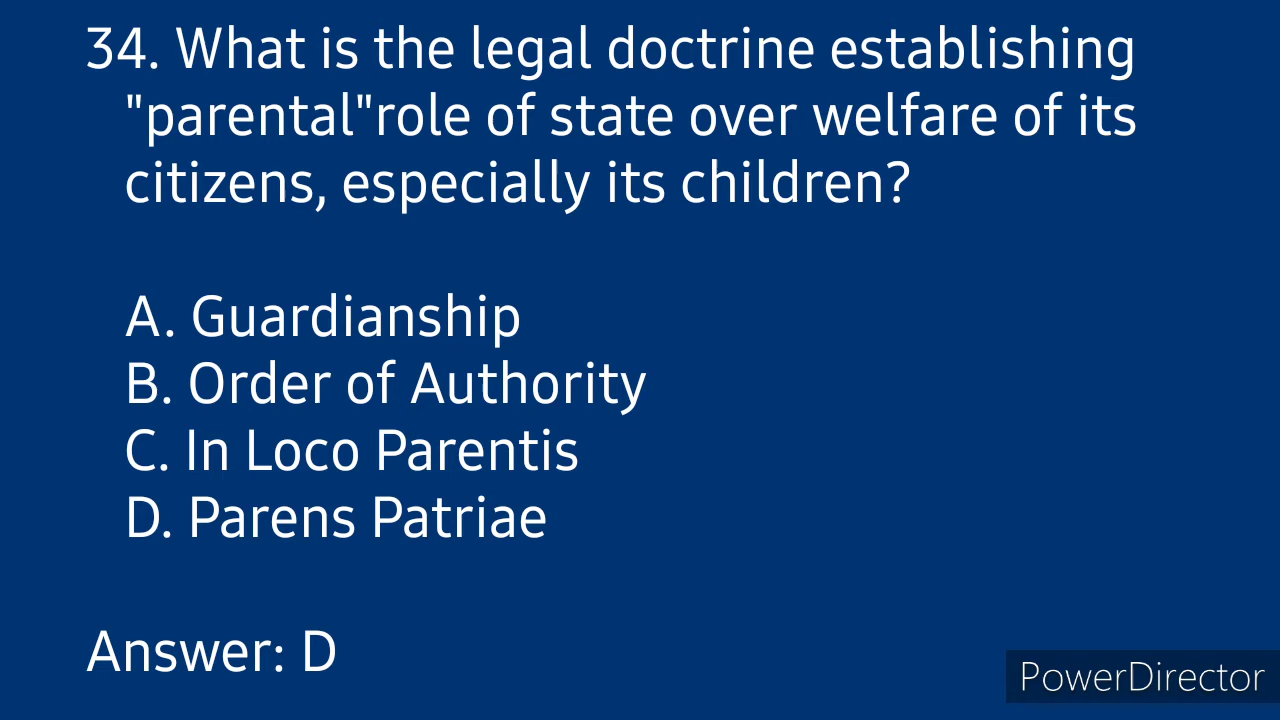 34. What is the legal doctrine establishing
"parental"role of state over welfare of its
citizens, especially its children?
A. Guardianship
B. Order of Authority
C. In Loco Parentis
D. Parens Patriae
Answer: D
PowerDirector